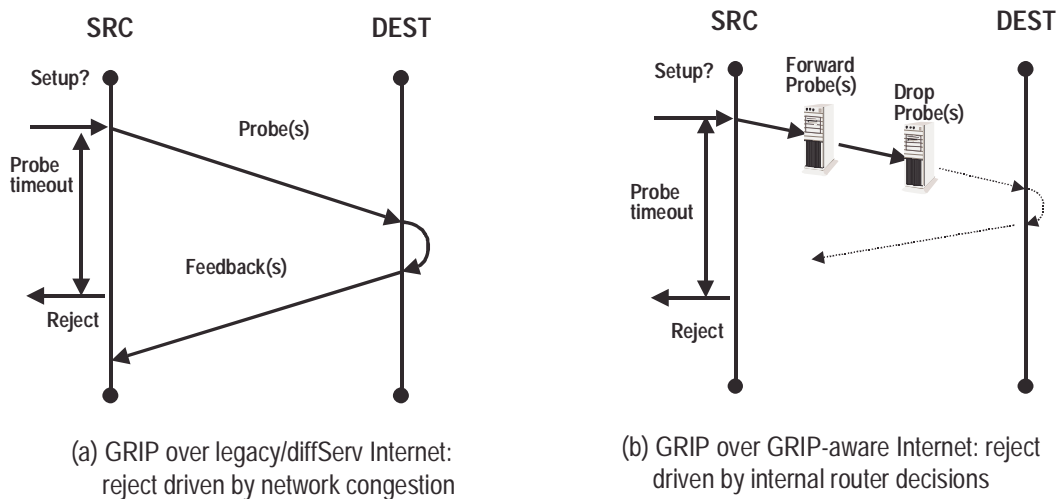 SRC
DEST
Setup?
Probe(s)
Probe
timeout
Feedback(s)
Reject
(a) GRIP over legacy/diffServ Internet:
reject driven by network congestion
SRC
DEST
Setup?
Forward
Probe(s)
Drop
Probe(s)
Probe
timeout
Reject
(b) GRIP over GRIP-aware Internet: reject
driven by internal router decisions